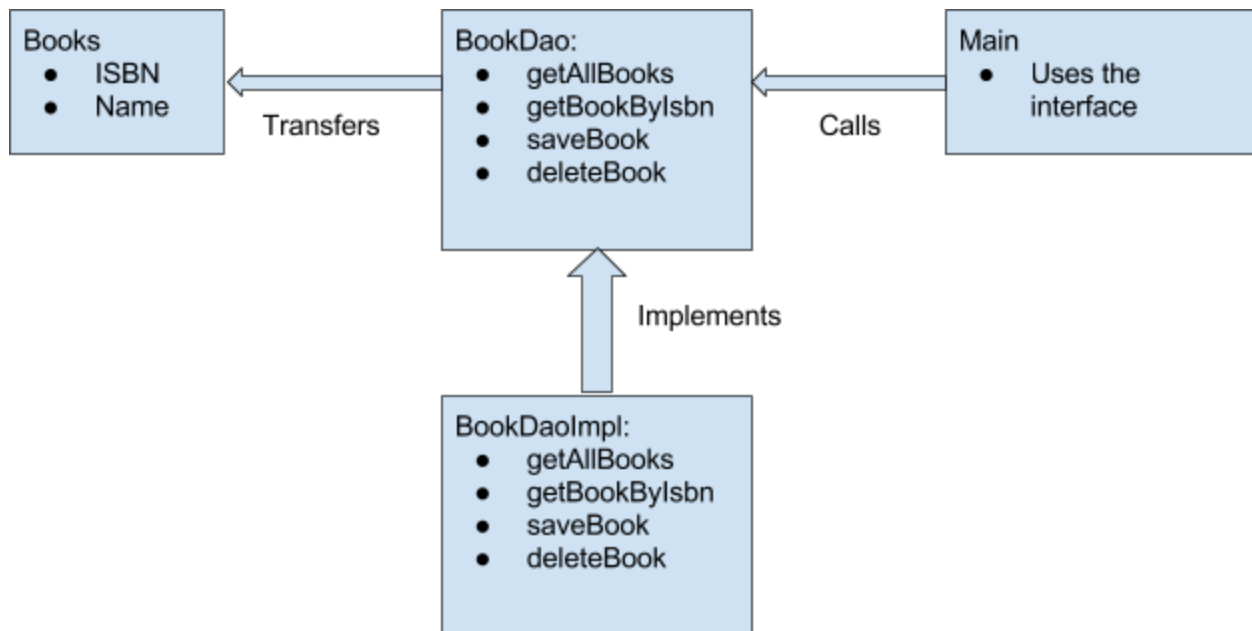 Books
● ISBN
● Name
Transfers
BookDao:
● getAllBooks
● getBookByIsbn
● saveBook
● deleteBook
Calls
Main
● Uses the
interface
Implements
BookDaoImpl:
● getAllBooks
● getBookByIsbn
● saveBook
● deleteBook